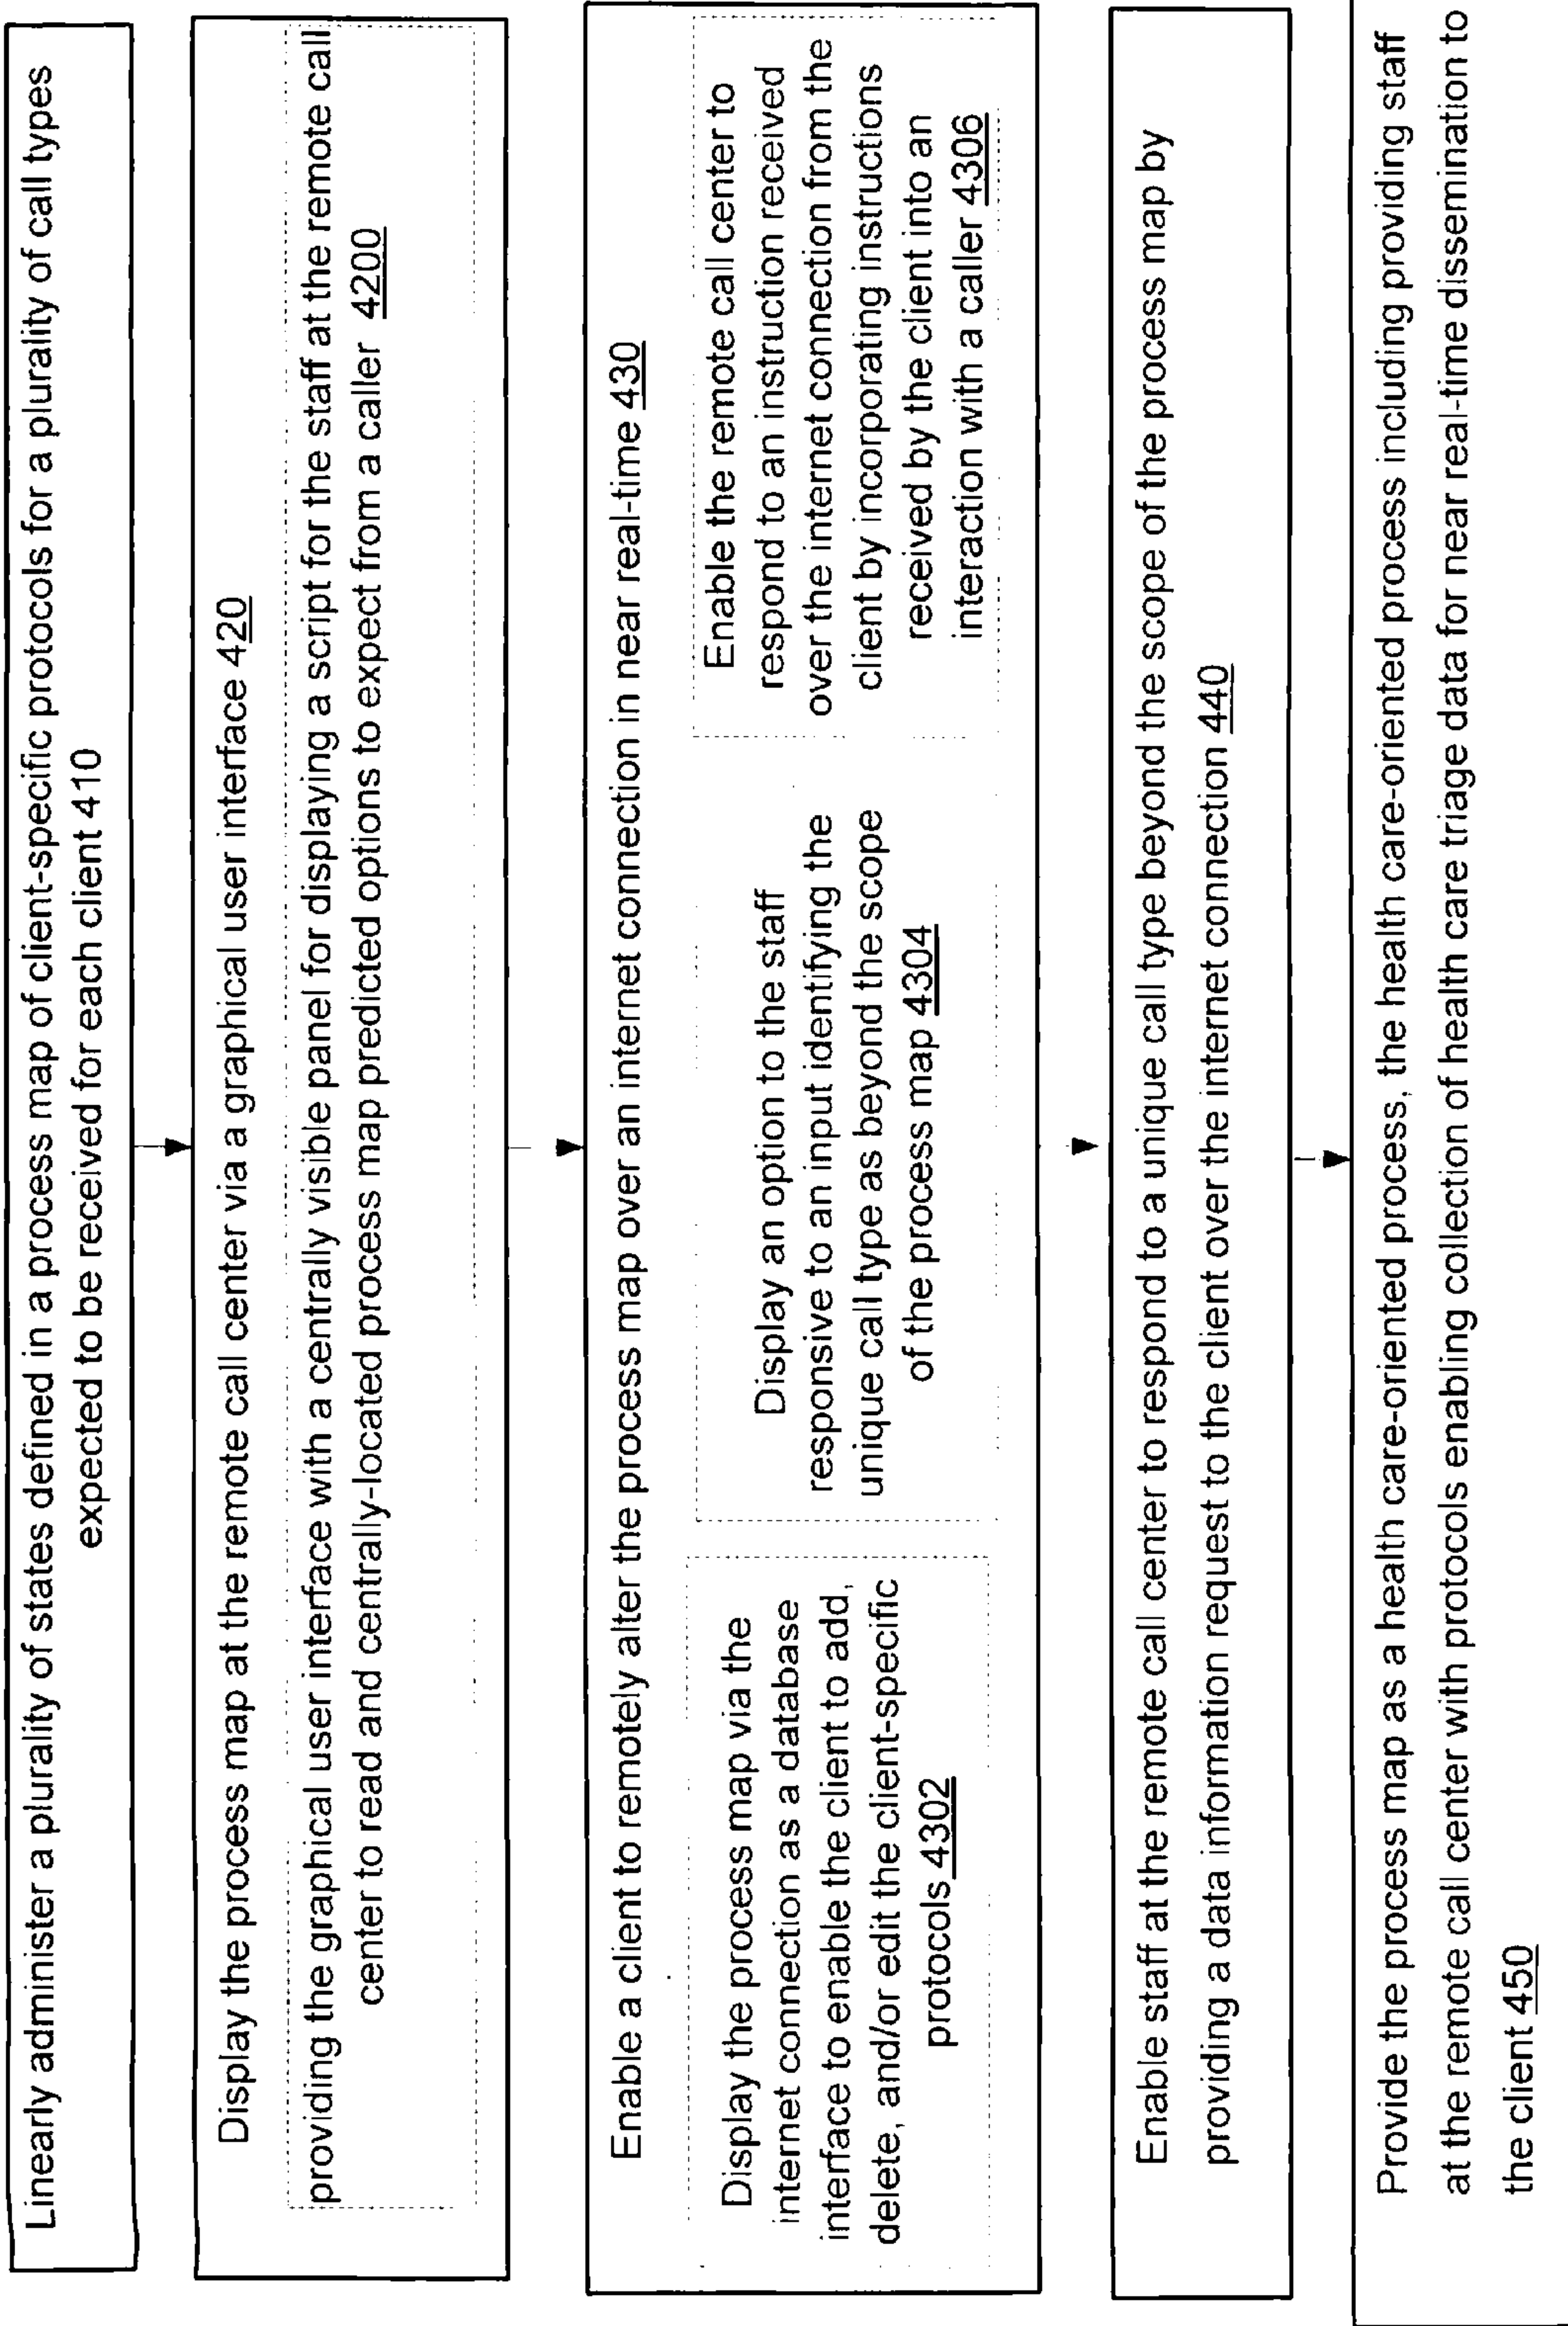 Linearly administer a plurality of states defined in a process map of client-specific protocols for a plurality of call types
expected to be received for each client 410
Display the process map at the remote call center via a graphical user interface 420
providing the graphical user interface with a centrally visible panel for displaying a script for the staff at the remote call
center to read and centrally-located process map predicted options to expect from a caller 4200
Enable a client to remotely alter the process map over an internet connection in near real-time 430
Display the process map via the
internet connection as a database
interface to enable the client to add,
delete, and/or edit the client-specific
protocols 4302
Display an option to the staff
responsive to an input identifying the
unique call type as beyond the scope
of the process map 4304
Enable the remote call center to
respond to an instruction received
over the internet connection from the
client by incorporating instructions
received by the client into an
interaction with a caller 4306
Enable staff at the remote call center to respond to a unique call type beyond the scope of the process map by
providing a data information request to the client over the internet connection 440
Provide the process map as a health care-oriented process, the health care-oriented process including providing staff
at the remote call center with protocols enabling collection of health care triage data for near real-time dissemination to
the client 450